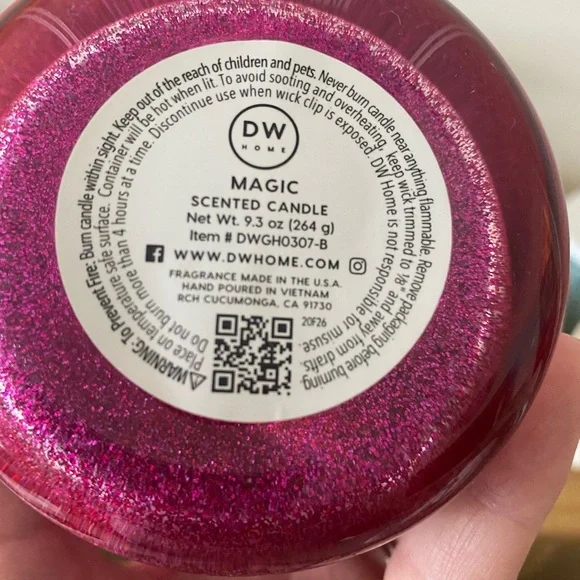 ⚠WARNING: To Prevent Fire: Burn candle within sight. Keep out of the reach of children and pets. Never burn candle near anything flammable. Remove packaging before burning.
Place on temperature safe surface. Container will be hot when lit. To avoid sooting and overheating, keep wick trimmed to 1/8" and away from drafts.
Do not burn more than 4 hours at a time. Discontinue use when wick clip is exposed. DW Home is not responsible for misuse.
DW
HOME
MAGIC
SCENTED CANDLE
Net Wt. 9.3 oz (264 g)
Item # DWGH0307-B
WWW.DWHOME.COM
FRAGRANCE MADE IN THE U.S.A.
HAND POURED IN VIETNAM
RCH CUCUMONGA, CA 91730
20F26